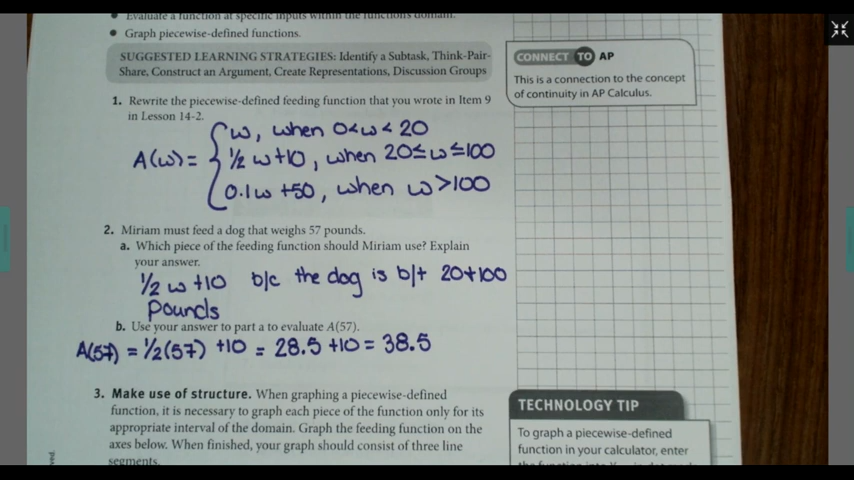 Evaluate a function at specific inputs within the function's domain.
• Graph piecewise-defined functions.
SUGGESTED LEARNING STRATEGIES: Identify a Subtask, Think-Pair-
Share, Construct an Argument, Create Representations, Discussion Groups
CONNECT TO AP
This is a connection to the concept
of continuity in AP Calculus.
1. Rewrite the piecewise-defined feeding function that you wrote in Item 9
in Lesson 14-2.
w, when 0<w<20
A(w) = { 1/2 w+10, when 20≤w≤100
0.1w +50, when w>100
2. Miriam must feed a dog that weighs 57 pounds.
a. Which piece of the feeding function should Miriam use? Explain
your answer.
1/2 w+10 b/c the dog is b/t 20+100
pounds
b. Use your answer to part a to evaluate A(57).
A(57) = 1/2(57) +10 = 28.5 +10 = 38.5
3. Make use of structure. When graphing a piecewise-defined
function, it is necessary to graph each piece of the function only for its
appropriate interval of the domain. Graph the feeding function on the
axes below. When finished, your graph should consist of three line
segments.
TECHNOLOGY TIP
To graph a piecewise-defined
function in your calculator, enter